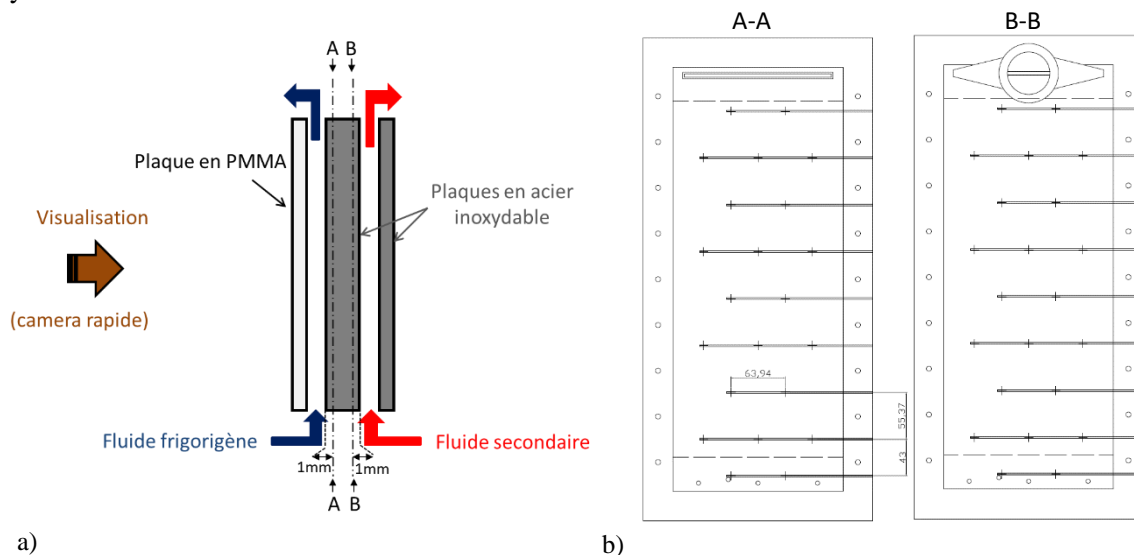 A B
Plaque en PMMA
Plaques en acier
inoxydable
Visualisation
(camera rapide)
Fluide frigorigène
Fluide secondaire
1mm
1mm
A B
a)
A-A
B-B
63,94
55,37
43
b)